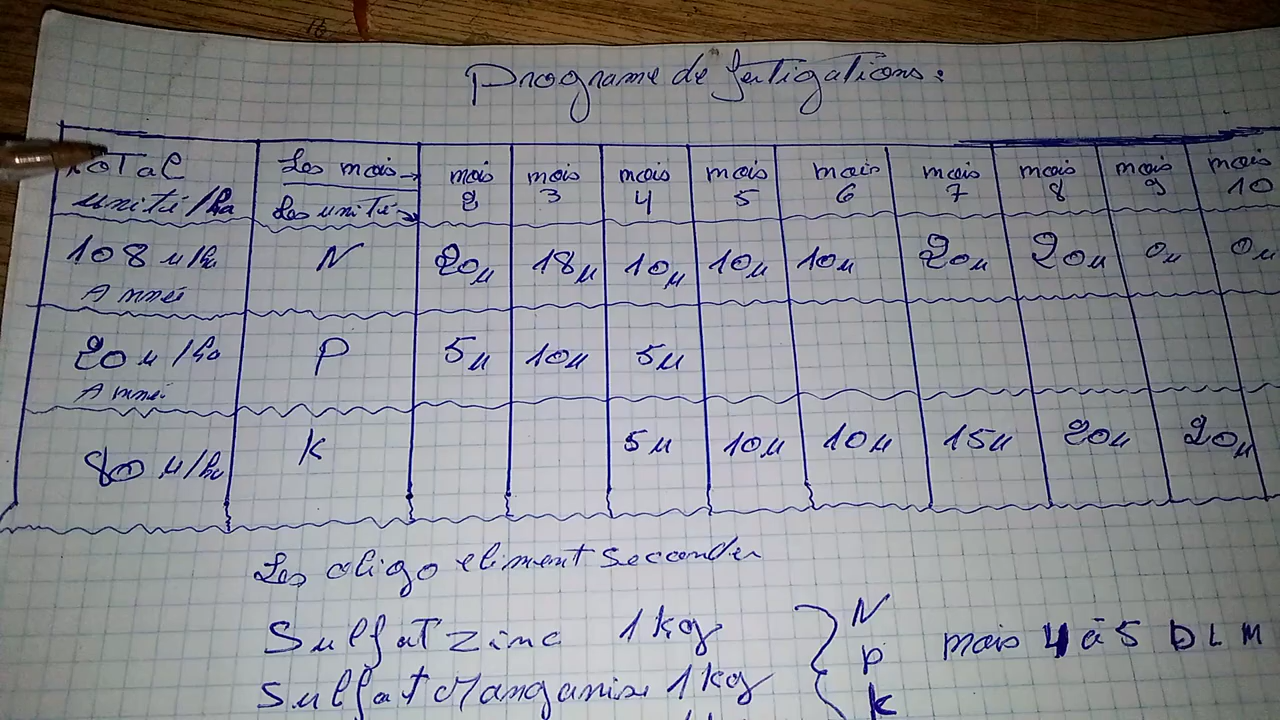 Programe de fertigations:
Total unité/ha | Les mois → Les unité → | mois 2 | mois 3 | mois 4 | mois 5 | mois 6 | mois 7 | mois 8 | mois 9 | mois 10
108 u/ha Année | N | 20u | 18u | 10u | 10u | 10u | 20u | 20u | 0u | 0u
20 u/ha Année | P | 5u | 10u | 5u
80 u/ha | K | 5u | 10u | 10u | 15u | 20u | 20u
Les oligo eliment seconder
Sulfat zinc 1kg N
P mois 4 à 5 D L M
Sulfat Manganise 1kg K